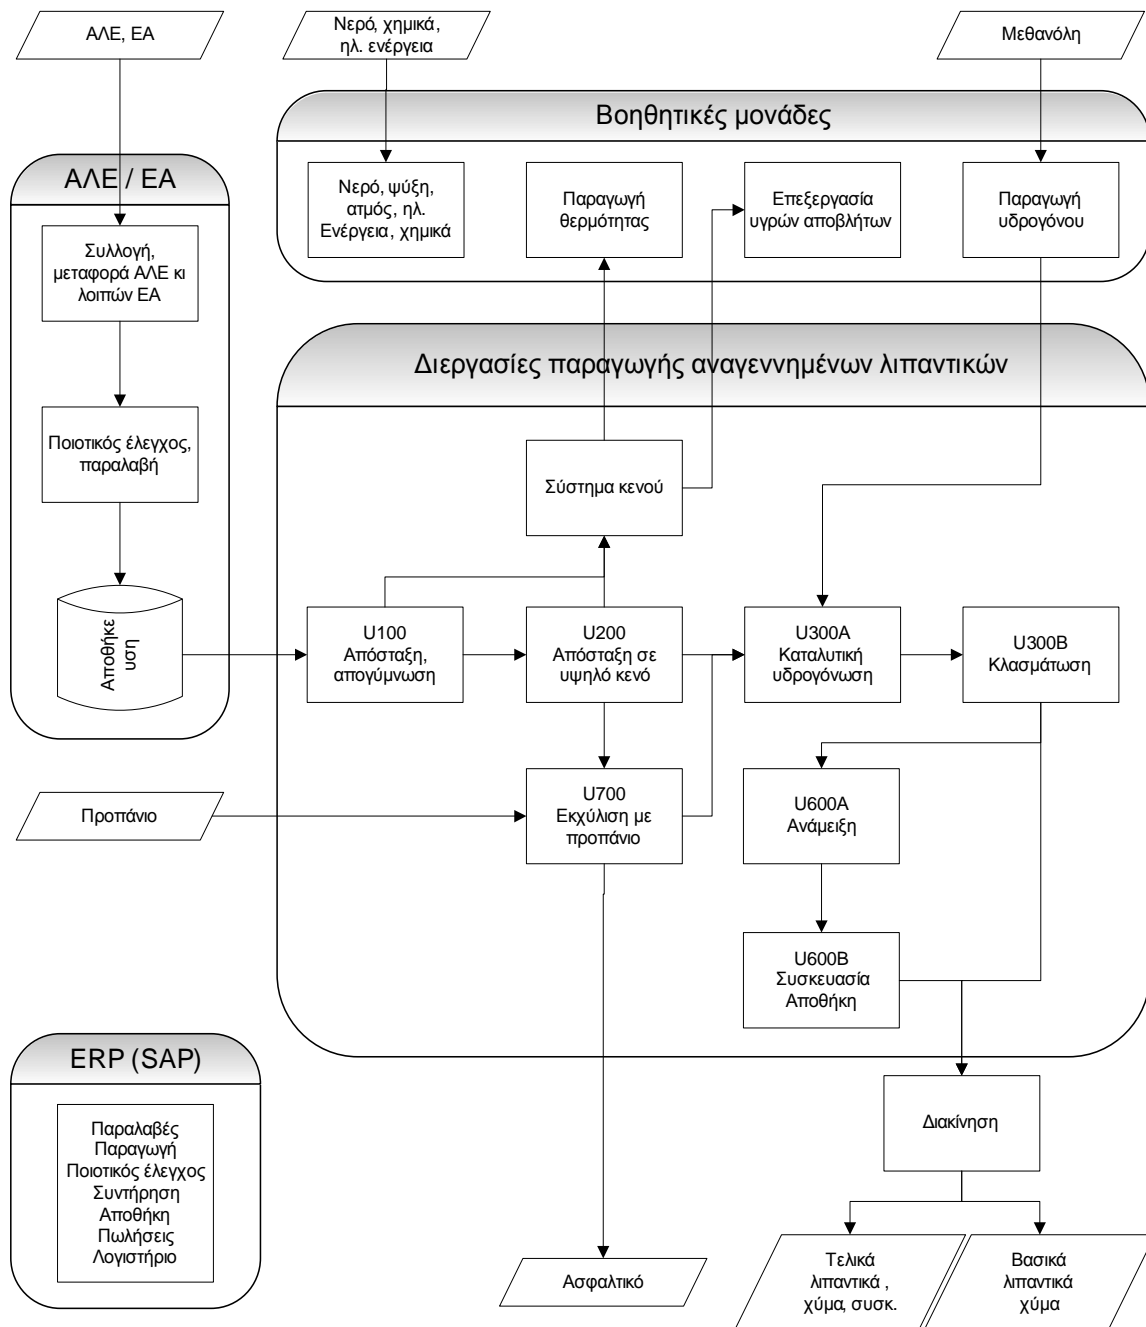 ΑΛΕ, ΕΑ
Νερό, χημικά,
ηλ. ενέργεια
Μεθανόλη
Βοηθητικές μονάδες
ΑΛΕ / ΕΑ
Νερό, ψύξη,
ατμός, ηλ.
Ενέργεια, χημικά
Παραγωγή
θερμότητας
Επεξεργασία
υγρών αποβλήτων
Παραγωγή
υδρογόνου
Συλλογή,
μεταφορά ΑΛΕ κι
λοιπών ΕΑ
Διεργασίες παραγωγής αναγεννημένων λιπαντικών
Ποιοτικός έλεγχος,
παραλαβή
Σύστημα κενού
Αποθήκε
υση
U100
Απόσταξη,
απογύμνωση
U200
Απόσταξη σε
υψηλό κενό
U300A
Καταλυτική
υδρογόνωση
U300B
Κλασμάτωση
Προπάνιο
U700
Εκχύλιση με
προπάνιο
U600A
Ανάμειξη
U600B
Συσκευασία
Αποθήκη
ERP (SAP)
Παραλαβές
Παραγωγή
Ποιοτικός έλεγχος
Συντήρηση
Αποθήκη
Πωλήσεις
Λογιστήριο
Διακίνηση
Ασφαλτικό
Τελικά
λιπαντικά ,
χύμα, συσκ.
Βασικά
λιπαντικά
χύμα